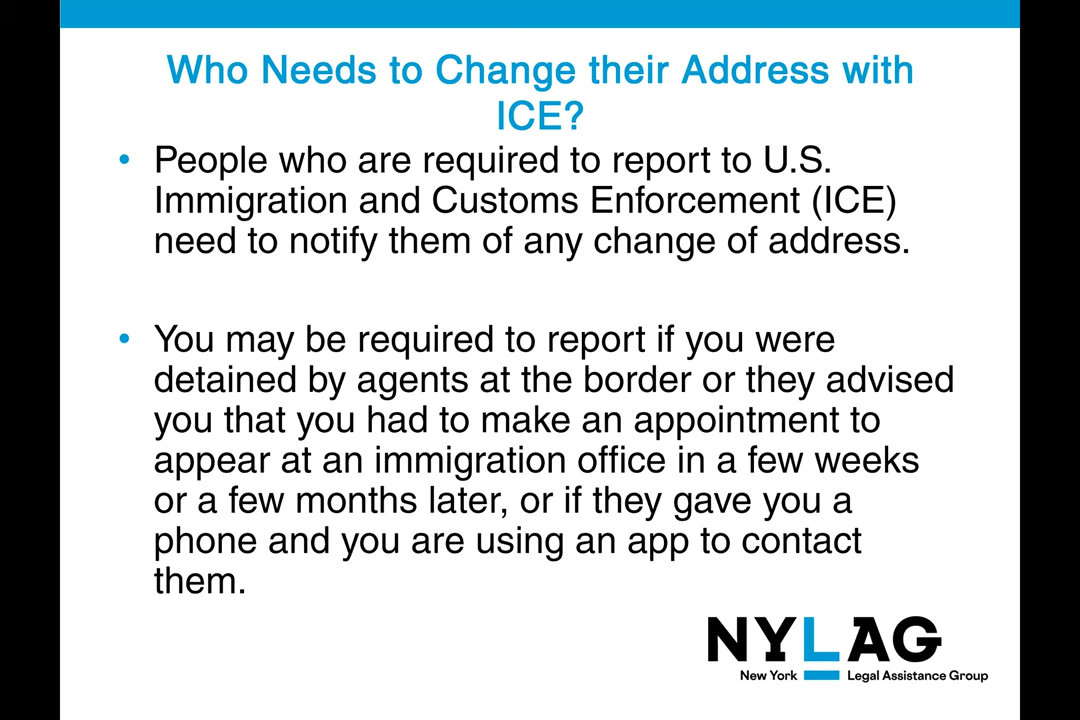 Who Needs to Change their Address with
ICE?
• People who are required to report to U.S.
Immigration and Customs Enforcement (ICE)
need to notify them of any change of address.
• You may be required to report if you were
detained by agents at the border or they advised
you that you had to make an appointment to
appear at an immigration office in a few weeks
or a few months later, or if they gave you a
phone and you are using an app to contact
them.
NYLAG
New York Legal Assistance Group